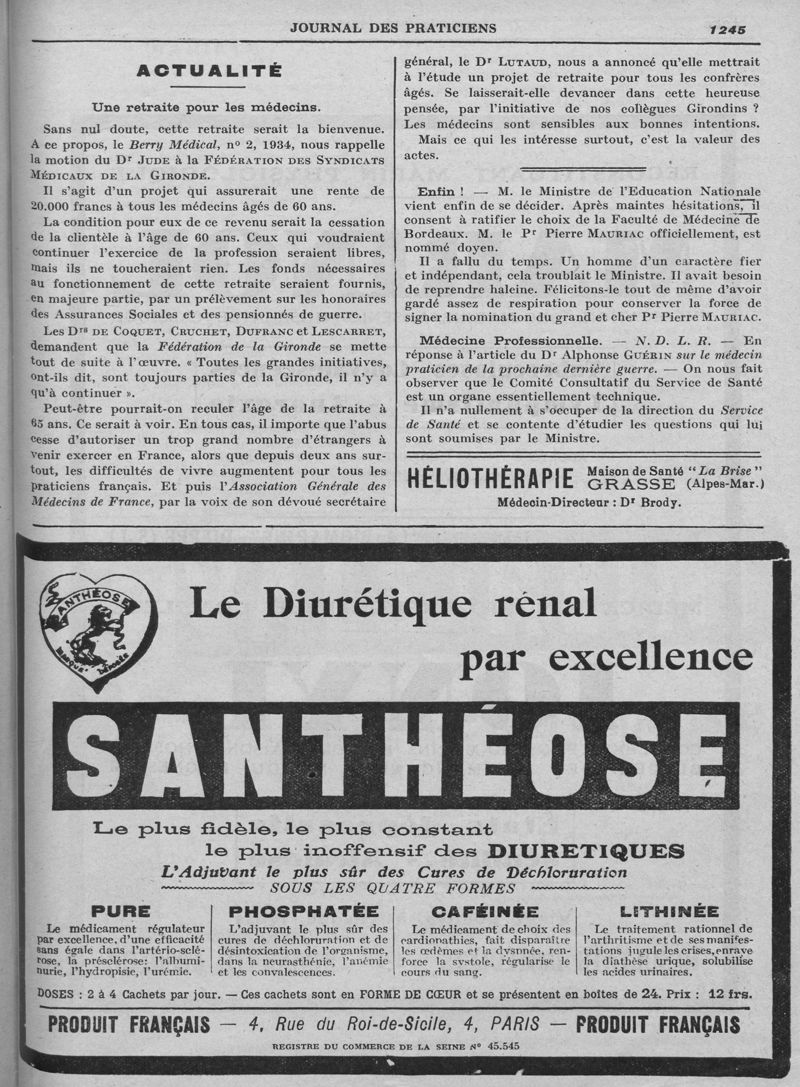 JOURNAL DES PRATICIENS
1245
ACTUALITÉ
Une retraite pour les médecins.
Sans nul doute, cette retraite serait la bienvenue.
A ce propos, le Berry Médical, n° 2, 1934, nous rappelle
la motion du Dr JUDE à la FÉDÉRATION DES SYNDICATS
MÉDICAUX DE LA GIRONDE.
Il s'agit d'un projet qui assurerait une rente de
20.000 francs à tous les médecins âgés de 60 ans.
La condition pour eux de ce revenu serait la cessation
de la clientèle à l'âge de 60 ans. Ceux qui voudraient
continuer l'exercice de la profession seraient libres,
mais ils ne toucheraient rien. Les fonds nécessaires
au fonctionnement de cette retraite seraient fournis,
en majeure partie, par un prélèvement sur les honoraires
des Assurances Sociales et des pensionnés de guerre.
Les Drs DE COQUET, CRUCHET, DUFRANC et LESCARRET,
demandent que la Fédération de la Gironde se mette
tout de suite à l'œuvre. « Toutes les grandes initiatives,
ont-ils dit, sont toujours parties de la Gironde, il n'y a
qu'à continuer ».
Peut-être pourrait-on reculer l'âge de la retraite à
65 ans. Ce serait à voir. En tous cas, il importe que l'abus
cesse d'autoriser un trop grand nombre d'étrangers à
venir exercer en France, alors que depuis deux ans sur-
tout, les difficultés de vivre augmentent pour tous les
praticiens français. Et puis l'Association Générale des
Médecins de France, par la voix de son dévoué secrétaire
général, le Dr LUTAUD, nous a annoncé qu'elle mettrait
à l'étude un projet de retraite pour tous les confrères
âgés. Se laisserait-elle devancer dans cette heureuse
pensée, par l'initiative de nos collègues Girondins ?
Les médecins sont sensibles aux bonnes intentions.
Mais ce qui les intéresse surtout, c'est la valeur des
actes.
Enfin ! — M. le Ministre de l'Education Nationale
vient enfin de se décider. Après maintes hésitations, il
consent à ratifier le choix de la Faculté de Médecine de
Bordeaux. M. le Pr Pierre MAURIAC officiellement, est
nommé doyen.
Il a fallu du temps. Un homme d'un caractère fier
et indépendant, cela troublait le Ministre. Il avait besoin
de reprendre haleine. Félicitons-le tout de même d'avoir
gardé assez de respiration pour conserver la force de
signer la nomination du grand et cher Pr Pierre MAURIAC.
Médecine Professionnelle. — N. D. L. R. — En
réponse à l'article du Dr Alphonse GUÉRIN sur le médecin
praticien de la prochaine dernière guerre. — On nous fait
observer que le Comité Consultatif du Service de Santé
est un organe essentiellement technique.
Il n'a nullement à s'occuper de la direction du Service
de Santé et se contente d'étudier les questions qui lui
sont soumises par le Ministre.
HÉLIOTHÉRAPIE Maison de Santé "La Brise"
GRASSE (Alpes-Mar.)
Médecin-Directeur : Dr Brody.
SANTHÉOSE
MARQUE DÉPOSÉE
Le Diurétique rénal
par excellence
SANTHÉOSE
Le plus fidèle, le plus constant
le plus inoffensif des DIURETIQUES
L'Adjuvant le plus sûr des Cures de Déchloruration
SOUS LES QUATRE FORMES
PURE
Le médicament régulateur
par excellence, d'une efficacité
sans égale dans l'artério-sclé-
rose, la présclérose: l'albumi-
nurie, l'hydropisie, l'urémie.
PHOSPHATÉE
L'adjuvant le plus sûr des
cures de déchloruration et de
désintoxication de l'organisme,
dans la neurasthénie, l'anémie
et les convalescences.
CAFÉINÉE
Le médicament de choix des
cardiopathies, fait disparaître
les œdèmes et la dyspnée, ren-
force la systole, régularise le
cours du sang.
LITHINÉE
Le traitement rationnel de
l'arthritisme et de ses manifes-
tations jugule les crises, enraye
la diathèse urique, solubilise
les acides urinaires.
DOSES : 2 à 4 Cachets par jour. — Ces cachets sont en FORME DE CŒUR et se présentent en boîtes de 24. Prix : 12 frs.
PRODUIT FRANÇAIS — 4, Rue du Roi-de-Sicile, 4, PARIS — PRODUIT FRANÇAIS
REGISTRE DU COMMERCE DE LA SEINE N° 45.545